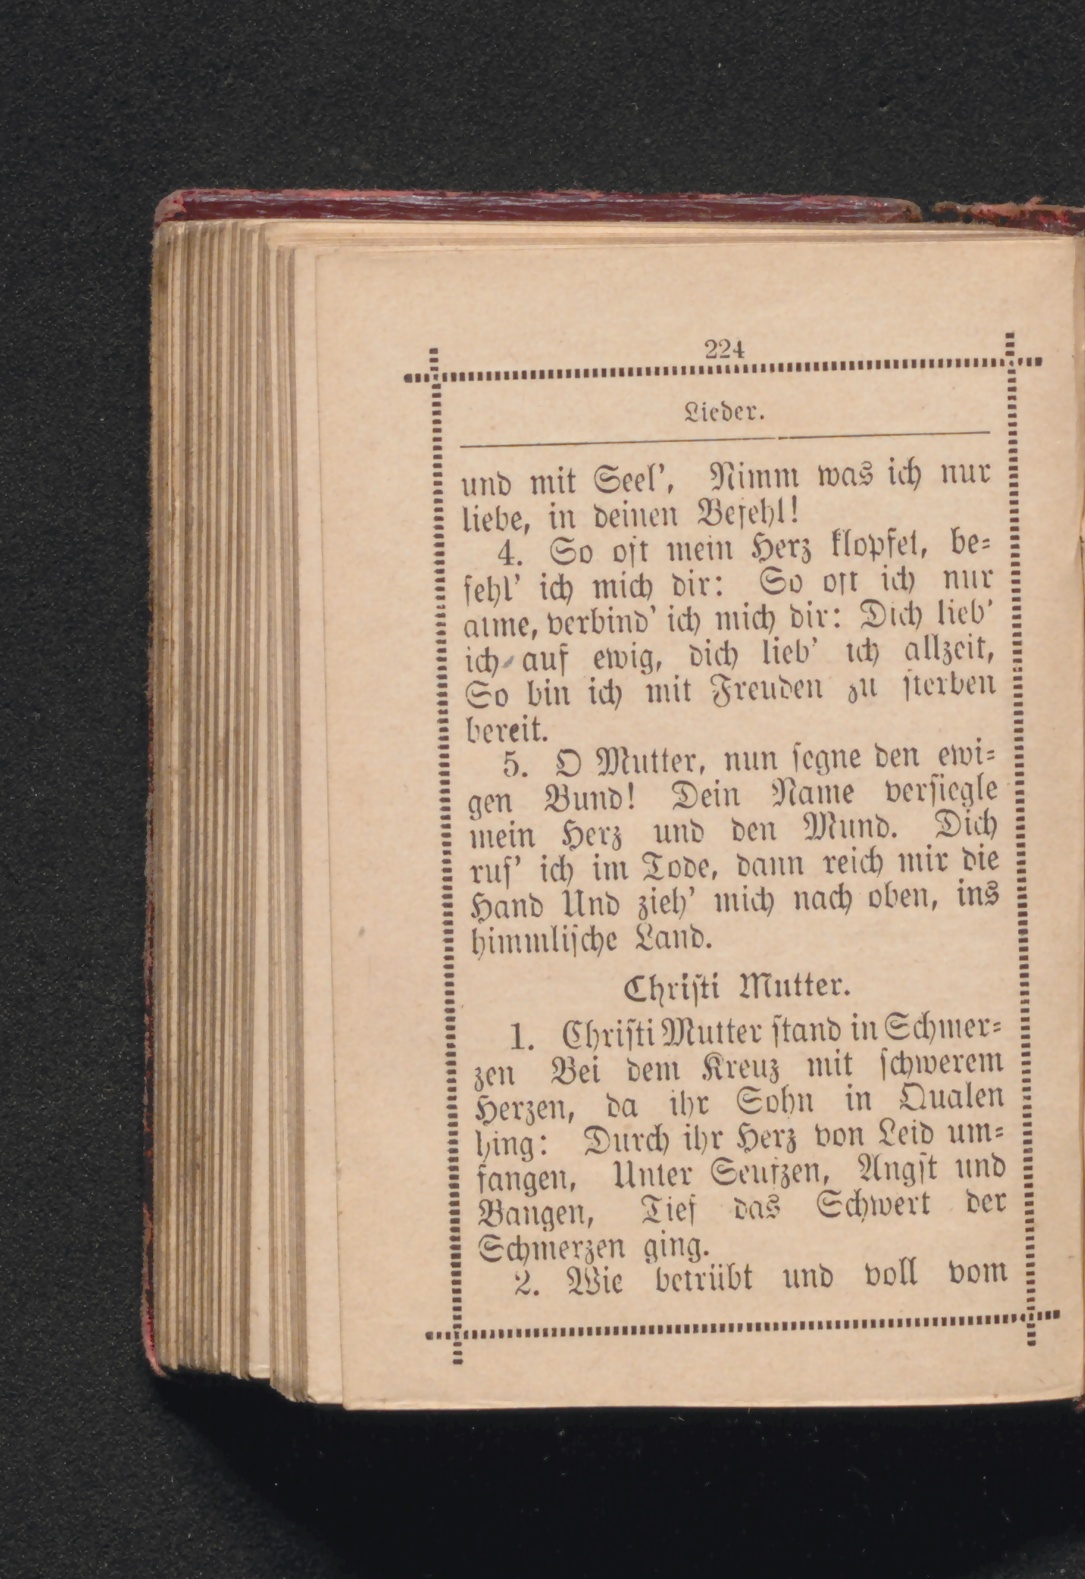 224
Lieder.
und mit Seel', Nimm was ich nur
liebe, in deinen Befehl!
4. So oft mein Herz klopfet, be=
fehl' ich mich dir: So oft ich nur
atme, verbind' ich mich dir: Dich lieb'
ich auf ewig, dich lieb' ich allzeit,
So bin ich mit Freuden zu sterben
bereit.
5. O Mutter, nun segne den ewi=
gen Bund! Dein Name versiegle
mein Herz und den Mund. Dich
ruf' ich im Tode, dann reich mir die
Hand Und zieh' mich nach oben, ins
himmlische Land.
Christi Mutter.
1. Christi Mutter stand in Schmer=
zen Bei dem Kreuz mit schwerem
Herzen, da ihr Sohn in Qualen
hing: Durch ihr Herz von Leid um=
fangen, Unter Seufzen, Angst und
Bangen, Tief das Schwert der
Schmerzen ging.
2. Wie betrübt und voll vom